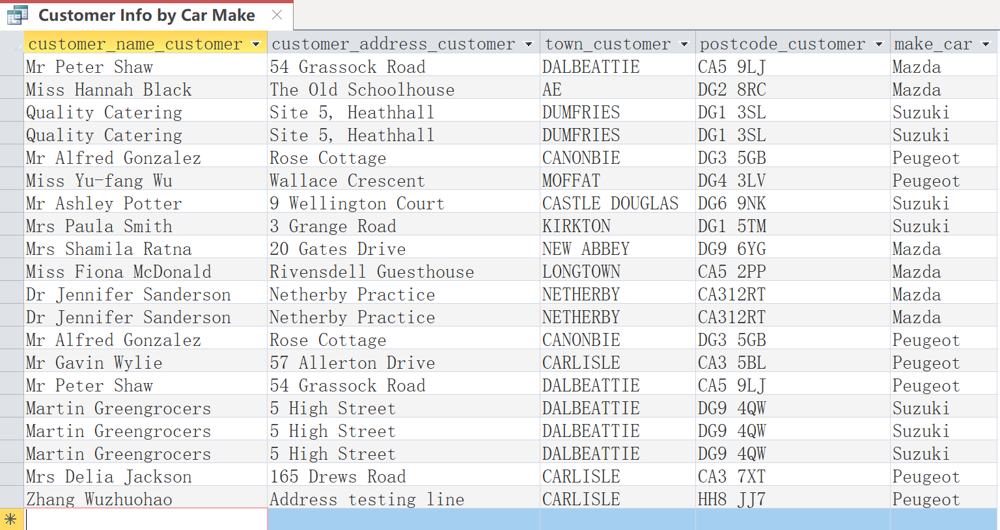 Customer Info by Car Make
customer_name_customer customer_address_customer town_customer postcode_customer make_car
Mr Peter Shaw 54 Grassock Road DALBEATTIE CA5 9LJ Mazda
Miss Hannah Black The Old Schoolhouse AE DG2 8RC Mazda
Quality Catering Site 5, Heathhall DUMFRIES DG1 3SL Suzuki
Quality Catering Site 5, Heathhall DUMFRIES DG1 3SL Suzuki
Mr Alfred Gonzalez Rose Cottage CANONBIE DG3 5GB Peugeot
Miss Yu-fang Wu Wallace Crescent MOFFAT DG4 3LV Peugeot
Mr Ashley Potter 9 Wellington Court CASTLE DOUGLAS DG6 9NK Suzuki
Mrs Paula Smith 3 Grange Road KIRKTON DG1 5TM Suzuki
Mrs Shamila Ratna 20 Gates Drive NEW ABBEY DG9 6YG Mazda
Miss Fiona McDonald Rivensdell Guesthouse LONGTOWN CA5 2PP Mazda
Dr Jennifer Sanderson Netherby Practice NETHERBY CA312RT Mazda
Dr Jennifer Sanderson Netherby Practice NETHERBY CA312RT Mazda
Mr Alfred Gonzalez Rose Cottage CANONBIE DG3 5GB Peugeot
Mr Gavin Wylie 57 Allerton Drive CARLISLE CA3 5BL Peugeot
Mr Peter Shaw 54 Grassock Road DALBEATTIE CA5 9LJ Peugeot
Martin Greengrocers 5 High Street DALBEATTIE DG9 4QW Suzuki
Martin Greengrocers 5 High Street DALBEATTIE DG9 4QW Suzuki
Martin Greengrocers 5 High Street DALBEATTIE DG9 4QW Suzuki
Mrs Delia Jackson 165 Drews Road CARLISLE CA3 7XT Peugeot
Zhang Wuzhuohao Address testing line CARLISLE HH8 JJ7 Peugeot